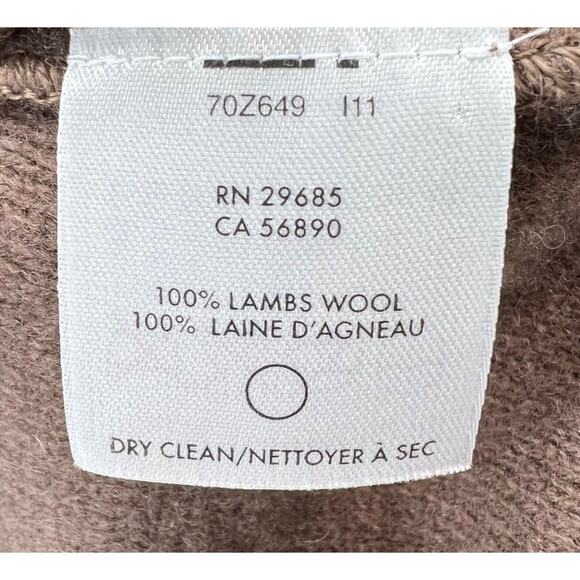 70Z649 I11
RN 29685
CA 56890
100% LAMBS WOOL
100% LAINE D'AGNEAU
DRY CLEAN/NETTOYER À SEC